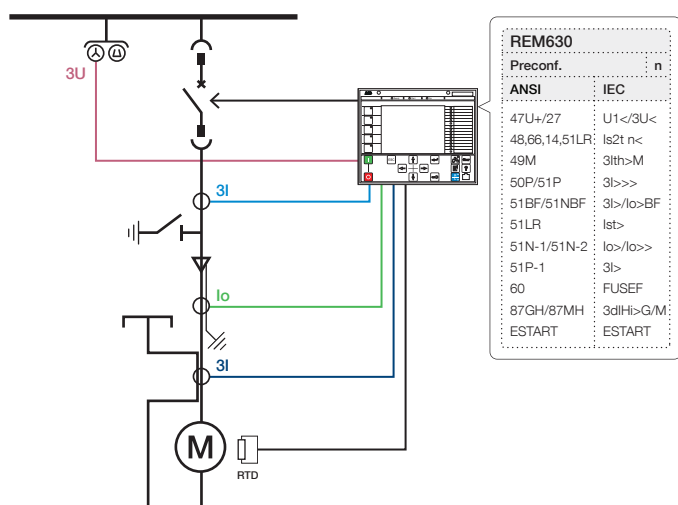 3U
3I
Io
3I
M
RTD
REM630
Preconf. n
ANSI IEC
47U+/27 U1</3U<
48,66,14,51LR Is2t n<
49M 3Ith>M
50P/51P 3I>>>
51BF/51NBF 3I>/Io>BF
51LR Ist>
51N-1/51N-2 Io>/Io>>
51P-1 3I>
60 FUSEF
87GH/87MH 3dIHi>G/M
ESTART ESTART